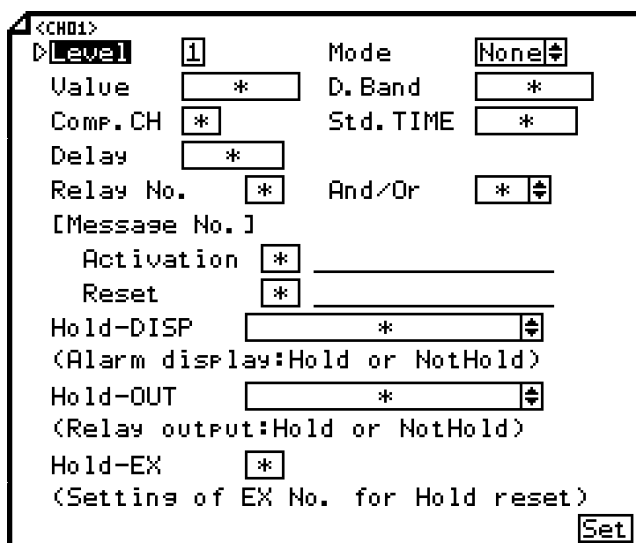 <CH01>
Level 1 Mode None
Value * D.Band *
Comp.CH * Std.TIME *
Delay *
Relay No. * And/Or *
[Message No.]
Activation *
Reset *
Hold-DISP *
(Alarm display:Hold or NotHold)
Hold-OUT *
(Relay output:Hold or NotHold)
Hold-EX *
(Setting of EX No. for Hold reset)
Set